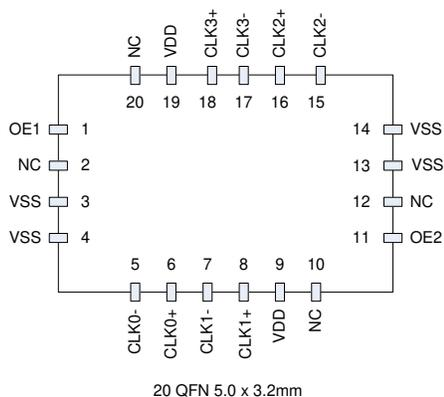 NC VDD CLK3+ CLK3- CLK2+ CLK2-
20 19 18 17 16 15
OE1 1 14 VSS
NC 2 13 VSS
VSS 3 12 NC
VSS 4 11 OE2
5 6 7 8 9 10
CLK0- CLK0+ CLK1- CLK1+ VDD NC
20 QFN 5.0 x 3.2mm